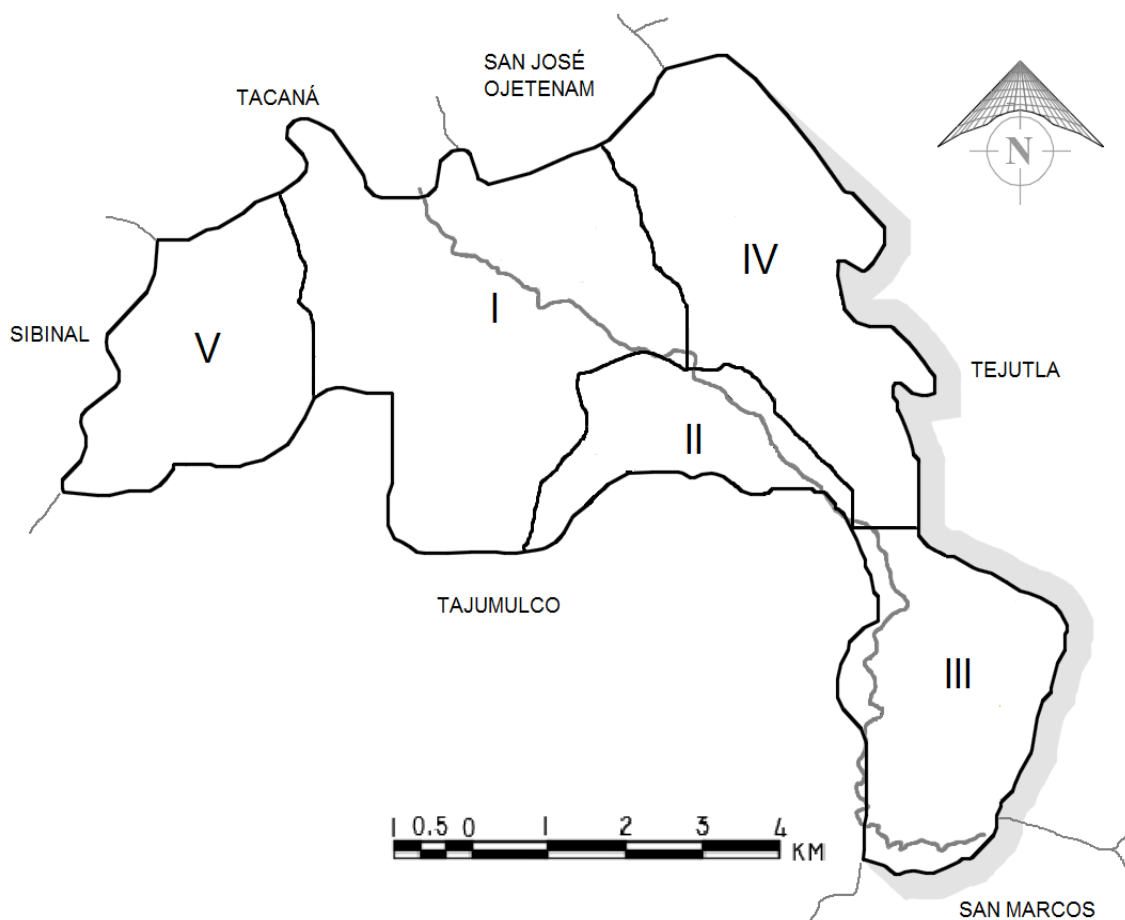 SAN JOSÉ
OJETENAM
TACANÁ
N
IV
I
SIBINAL
V
TEJUTLA
II
TAJUMULCO
III
1 0.5 0 1 2 3 4
KM
SAN MARCOS